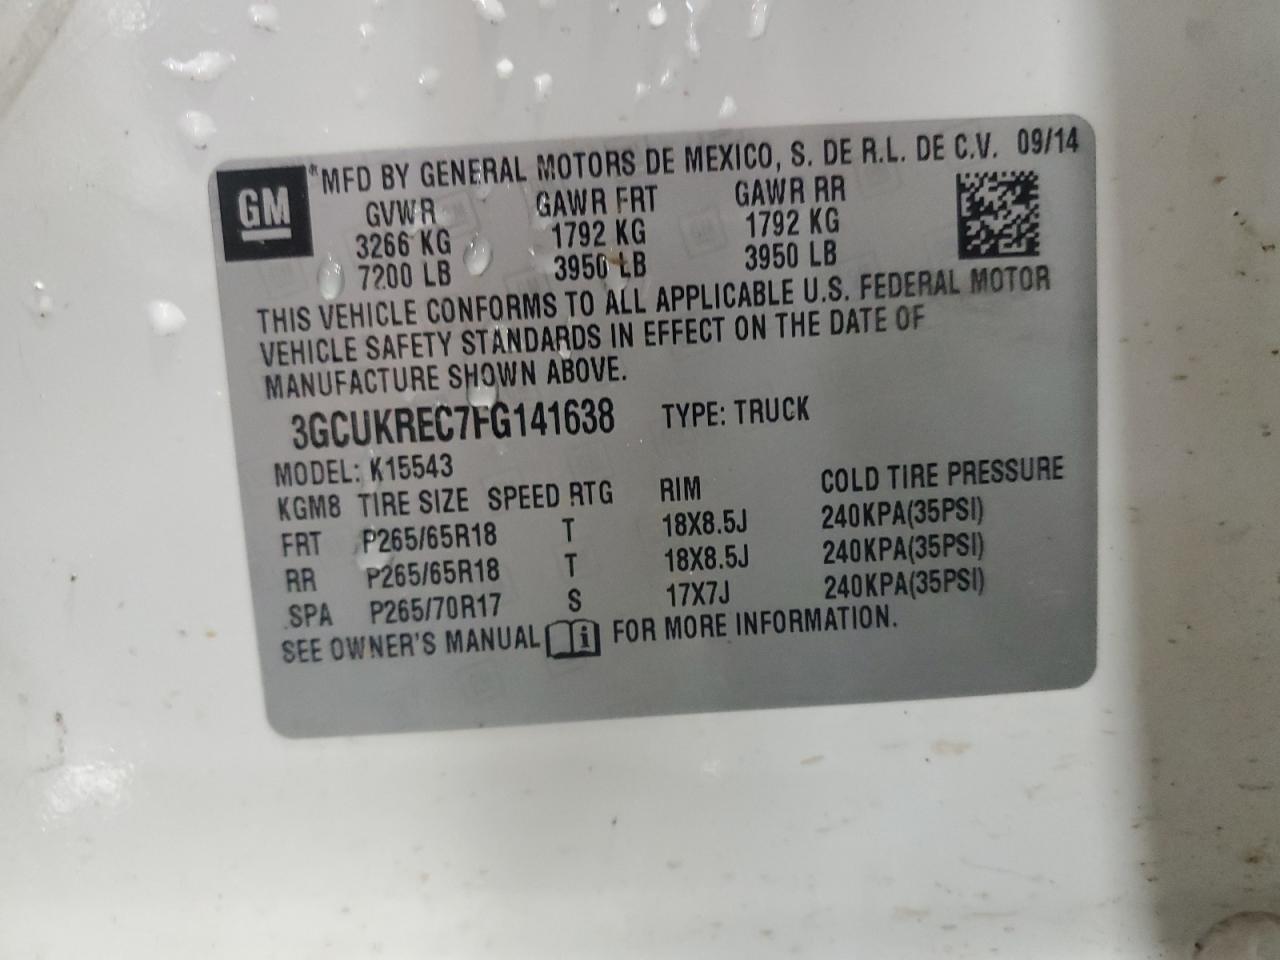 GM
*MFD BY GENERAL MOTORS DE MEXICO, S. DE R.L. DE C.V. 09/14
GVWR GAWR FRT GAWR RR
3266 KG 1792 KG 1792 KG
7200 LB 3950 LB 3950 LB
THIS VEHICLE CONFORMS TO ALL APPLICABLE U.S. FEDERAL MOTOR
VEHICLE SAFETY STANDARDS IN EFFECT ON THE DATE OF
MANUFACTURE SHOWN ABOVE.
3GCUKREC7FG141638 TYPE: TRUCK
MODEL: K15543
KGM8 TIRE SIZE SPEED RTG RIM COLD TIRE PRESSURE
FRT P265/65R18 T 18X8.5J 240KPA(35PSI)
RR P265/65R18 T 18X8.5J 240KPA(35PSI)
SPA P265/70R17 S 17X7J 240KPA(35PSI)
SEE OWNER'S MANUAL i FOR MORE INFORMATION.